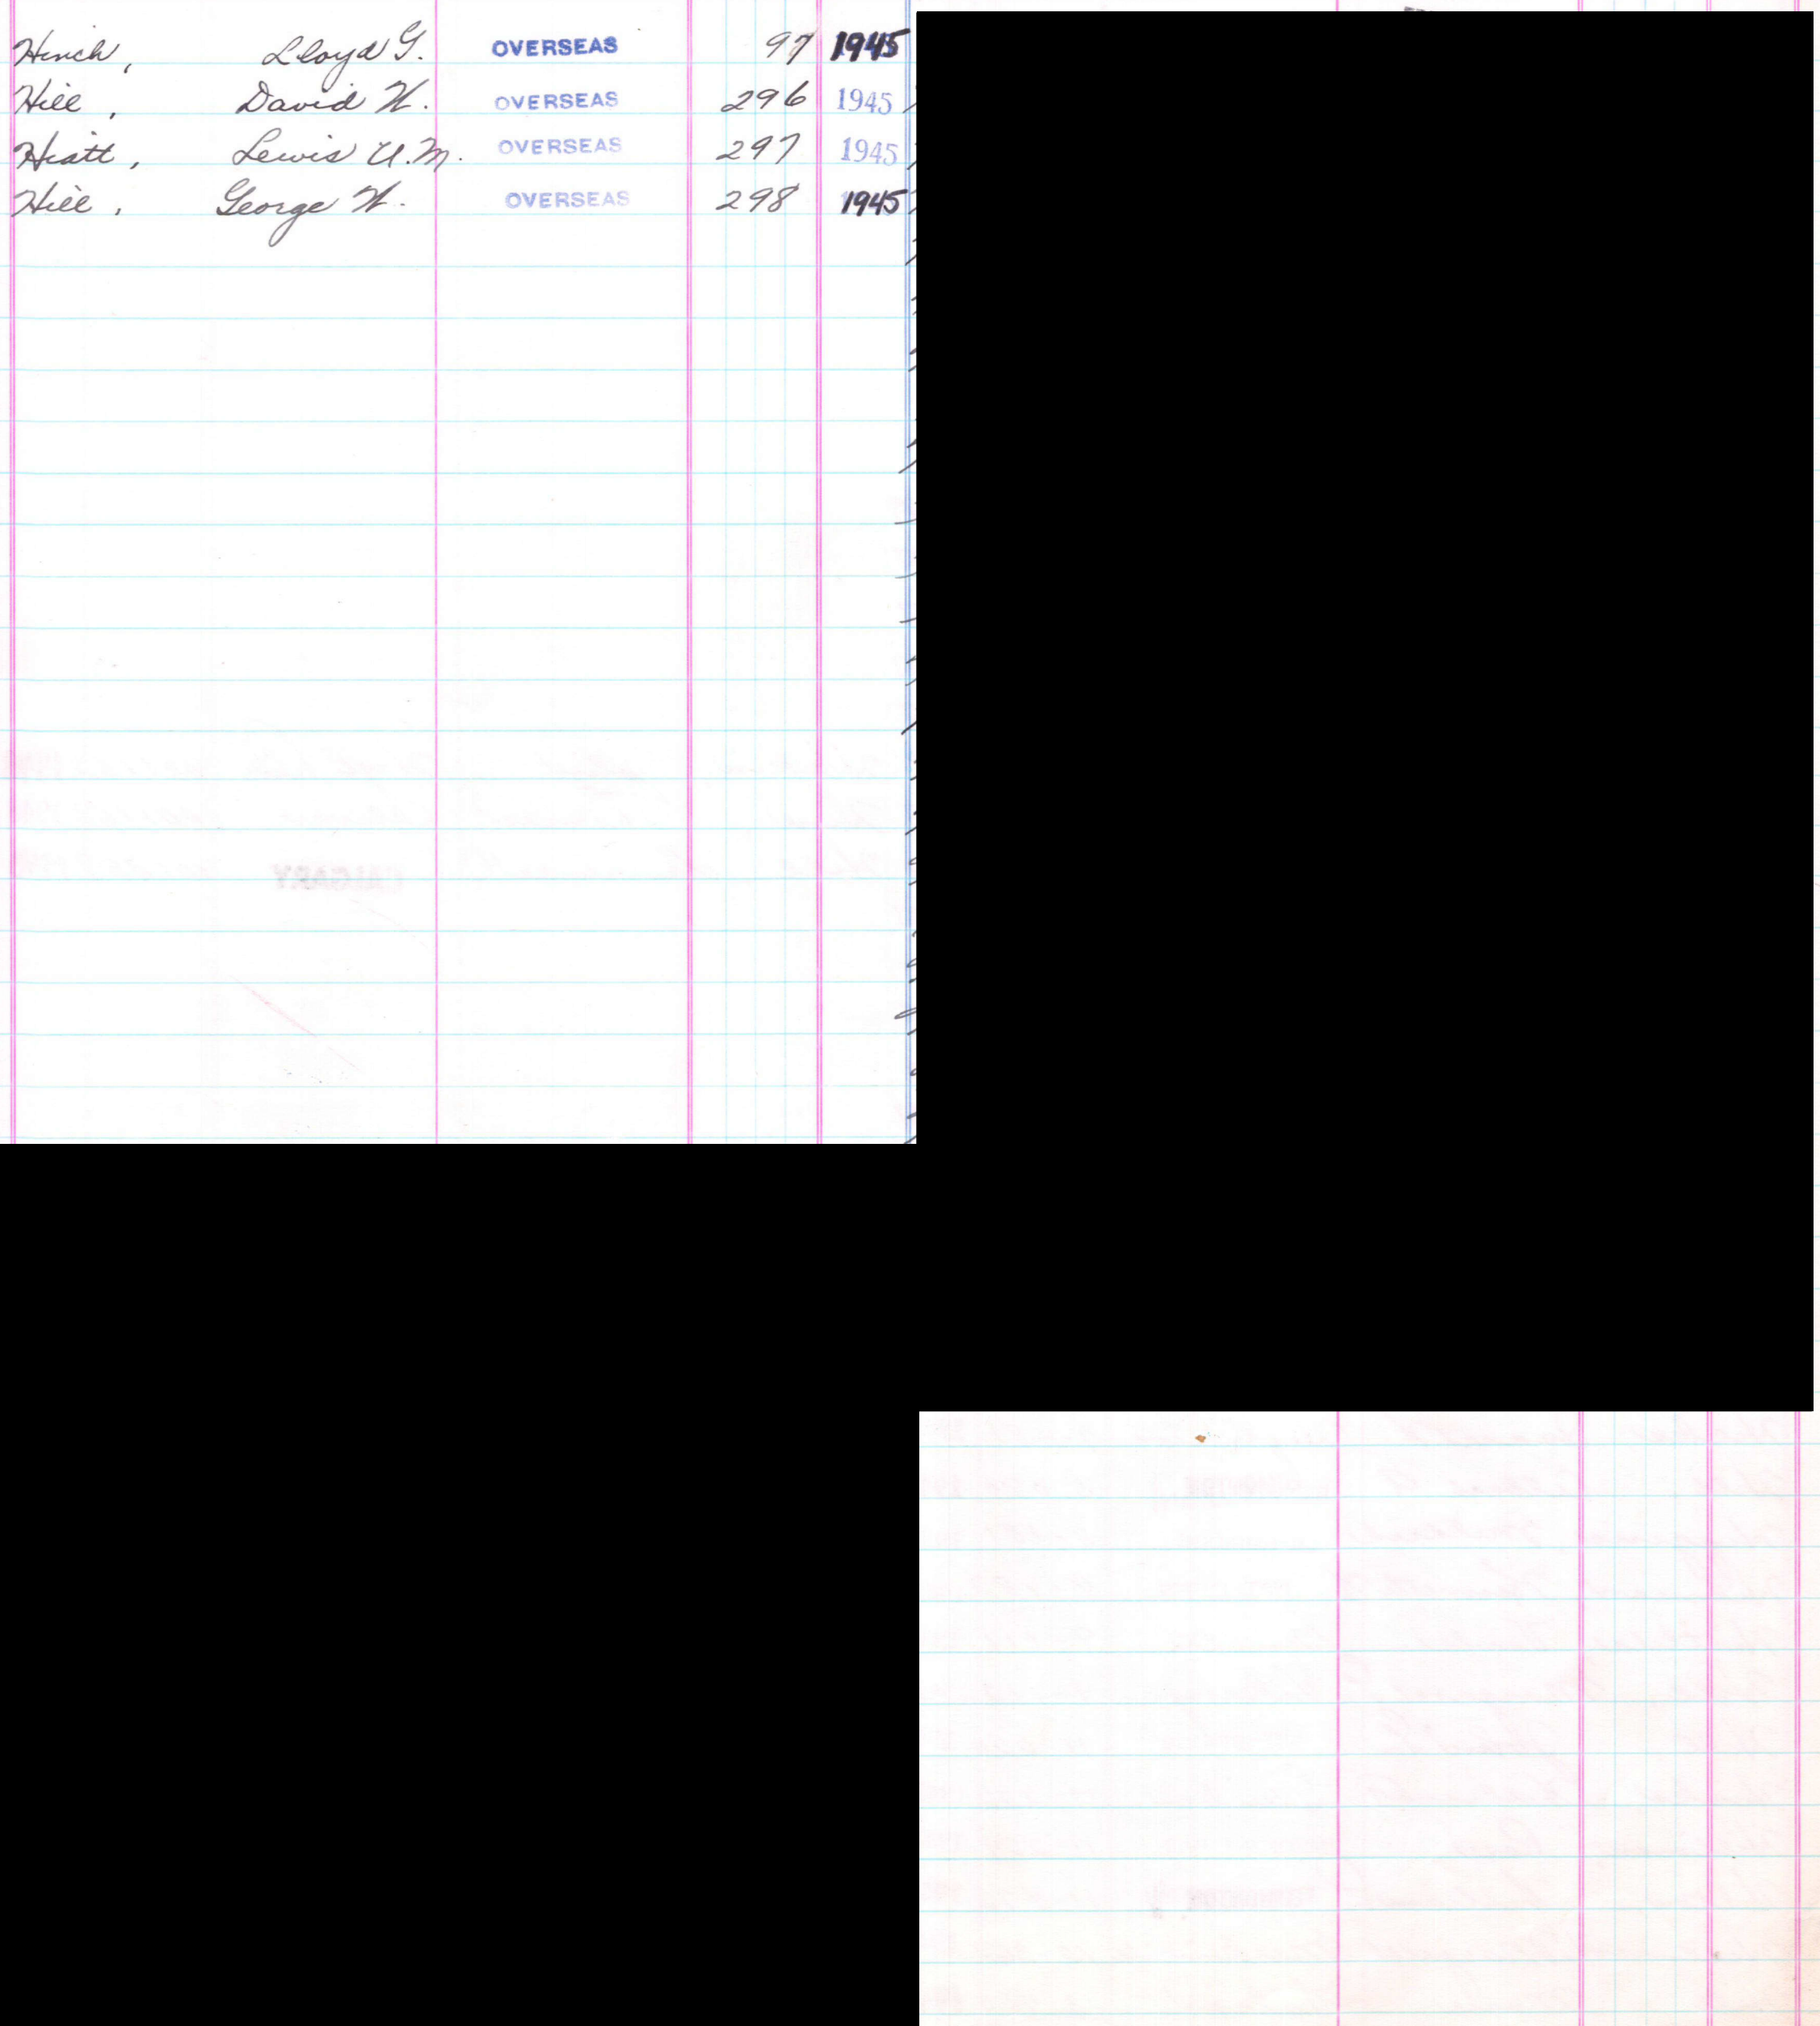 Hinch, Lloyd G. OVERSEAS 97 1945
Hill, David H. OVERSEAS 296 1945
Hiatt, Lewis U.M. OVERSEAS 297 1945
Hill, George H. OVERSEAS 298 1945